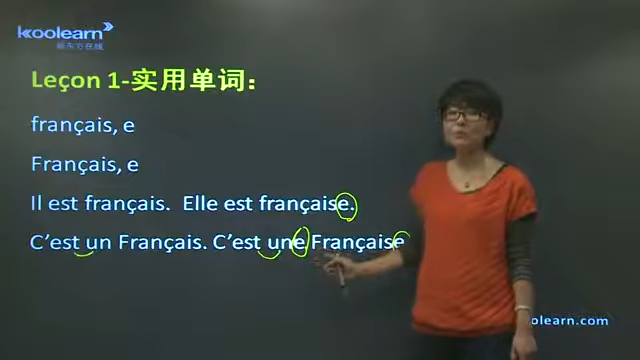 koolearn
新东方在线
Leçon 1-实用单词：
français, e
Français, e
Il est français.  Elle est française.
C'est un Français. C'est une Française
olearn.com